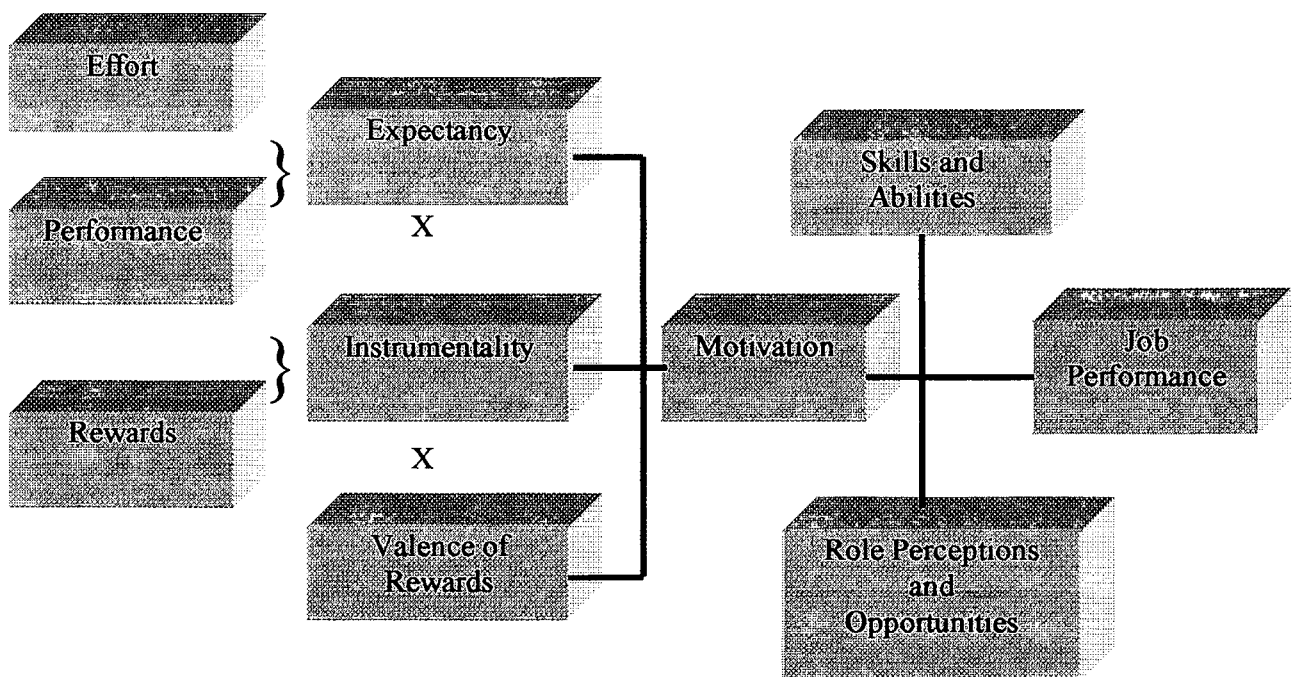 Effort
Performance
Rewards
}
}
Expectancy
X
Instrumentality
X
Valence of
Rewards
Motivation
Skills and
Abilities
Job
Performance
Role Perceptions
and
Opportunities